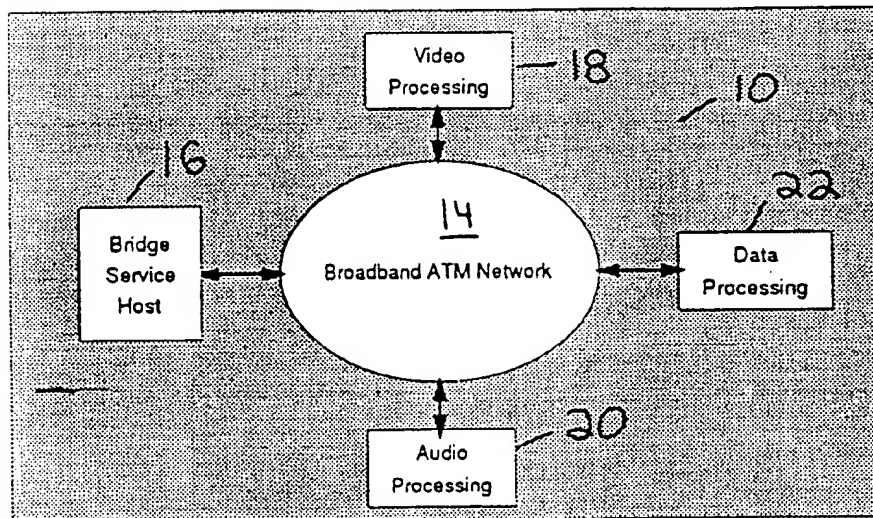 Video
Processing
18
10
16
22
14
Bridge
Service
Host
Broadband ATM Network
Data
Processing
20
Audio
Processing